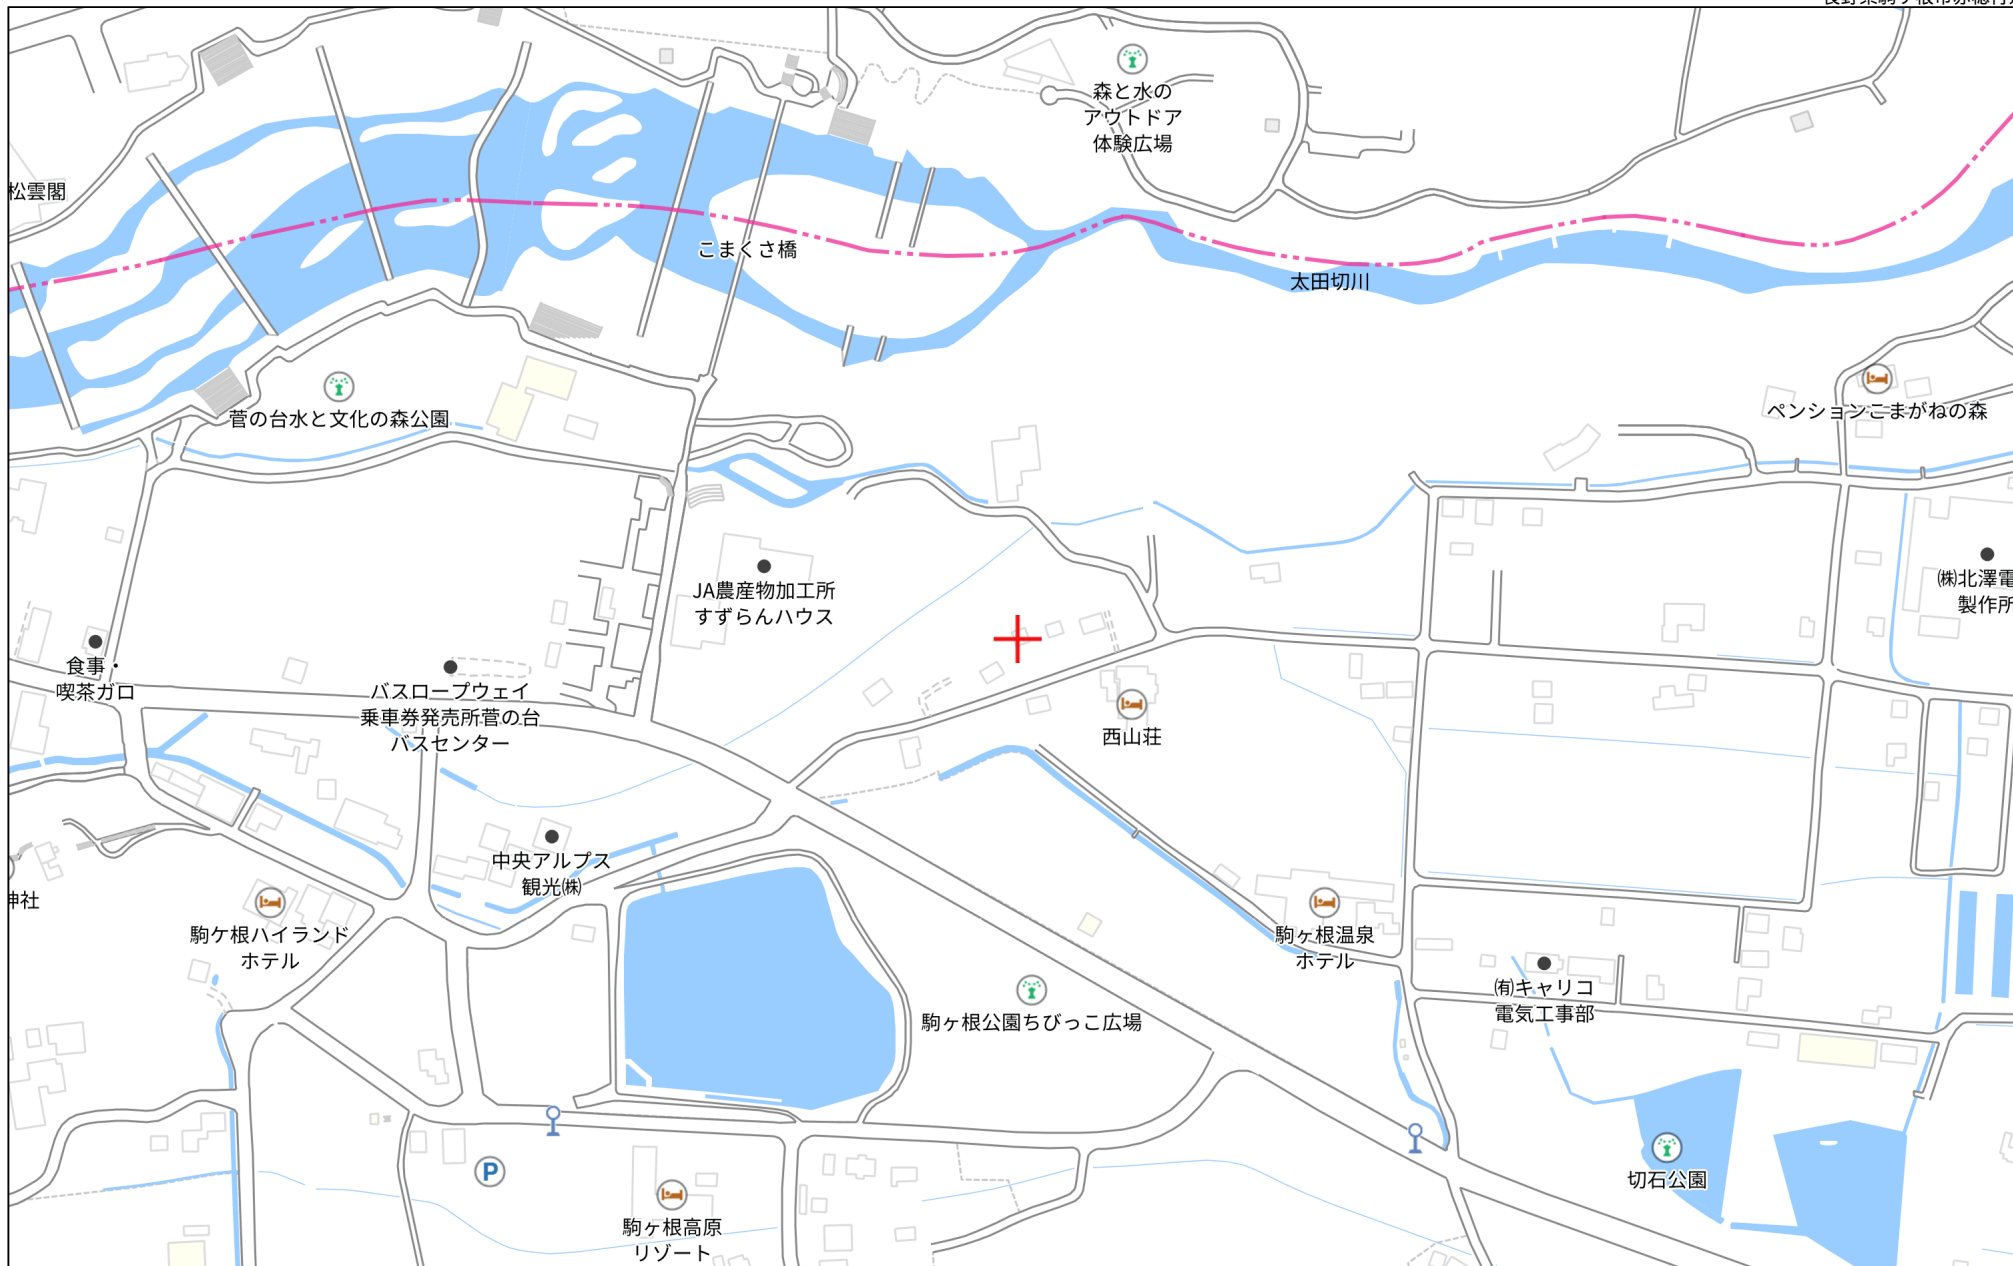 森と水の
アウトドア
体験広場
松雲閣
こまくさ橋
太田切川
菅の台水と文化の森公園
ペンションこまがねの森
JA農産物加工所
すずらんハウス
㈱北澤電
製作所
食事・
喫茶ガロ
バスロープウェイ
乗車券発売所菅の台
バスセンター
西山荘
中央アルプス
観光㈱
神社
駒ケ根ハイランド
ホテル
駒ヶ根温泉
ホテル
㈲キャリコ
電気工事部
駒ヶ根公園ちびっこ広場
P
切石公園
駒ヶ根高原
リゾート